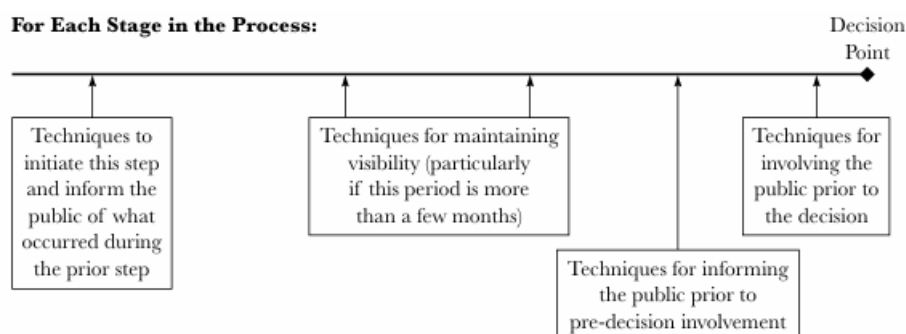 For Each Stage in the Process:
Decision
Point
Techniques to
initiate this step
and inform the
public of what
occurred during
the prior step
Techniques for maintaining
visibility (particularly
if this period is more
than a few months)
Techniques for informing
the public prior to
pre-decision involvement
Techniques for
involving the
public prior to
the decision